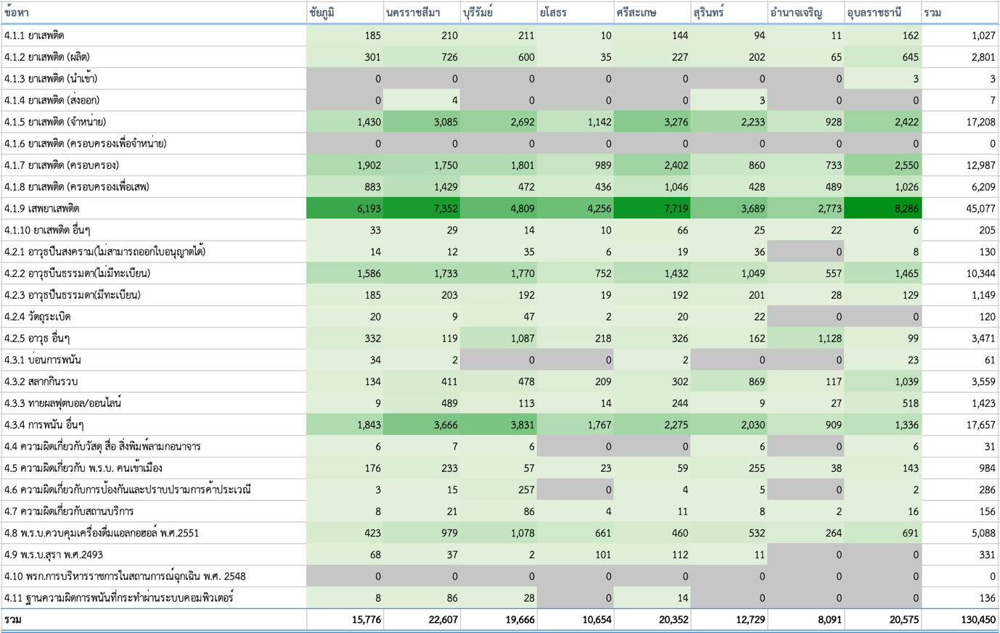 ข้อหา ชัยภูมิ นครราชสีมา บุรีรัมย์ ยโสธร ศรีสะเกษ สุรินทร์ อำนาจเจริญ อุบลราชธานี รวม
4.1.1 ยาเสพติด 185 210 211 10 144 94 11 162 1,027
4.1.2 ยาเสพติด (ผลิต) 301 726 600 35 227 202 65 645 2,801
4.1.3 ยาเสพติด (นำเข้า) 0 0 0 0 0 0 0 3 3
4.1.4 ยาเสพติด (ส่งออก) 0 4 0 0 0 3 0 0 7
4.1.5 ยาเสพติด (จำหน่าย) 1,430 3,085 2,692 1,142 3,276 2,233 928 2,422 17,208
4.1.6 ยาเสพติด (ครอบครองเพื่อจำหน่าย) 0 0 0 0 0 0 0 0 0
4.1.7 ยาเสพติด (ครอบครอง) 1,902 1,750 1,801 989 2,402 860 733 2,550 12,987
4.1.8 ยาเสพติด (ครอบครองเพื่อเสพ) 883 1,429 472 436 1,046 428 489 1,026 6,209
4.1.9 เสพยาเสพติด 6,193 7,352 4,809 4,256 7,719 3,689 2,773 8,286 45,077
4.1.10 ยาเสพติด อื่นๆ 33 29 14 10 66 25 22 6 205
4.2.1 อาวุธปืนสงคราม(ไม่สามารถออกใบอนุญาตได้) 14 12 35 6 19 36 0 8 130
4.2.2 อาวุธปืนธรรมดา(ไม่มีทะเบียน) 1,586 1,733 1,770 752 1,432 1,049 557 1,465 10,344
4.2.3 อาวุธปืนธรรมดา(มีทะเบียน) 185 203 192 19 192 201 28 129 1,149
4.2.4 วัตถุระเบิด 20 9 47 2 20 22 0 0 120
4.2.5 อาวุธ อื่นๆ 332 119 1,087 218 326 162 1,128 99 3,471
4.3.1 บ่อนการพนัน 34 2 0 0 2 0 0 23 61
4.3.2 สลากกินรวบ 134 411 478 209 302 869 117 1,039 3,559
4.3.3 ทายผลฟุตบอล/ออนไลน์ 9 489 113 14 244 9 27 518 1,423
4.3.4 การพนัน อื่นๆ 1,843 3,666 3,831 1,767 2,275 2,030 909 1,336 17,657
4.4 ความผิดเกี่ยวกับวัสดุ สื่อ สิ่งพิมพ์ลามกอนาจาร 6 7 6 0 0 6 0 6 31
4.5 ความผิดเกี่ยวกับ พ.ร.บ. คนเข้าเมือง 176 233 57 23 59 255 38 143 984
4.6 ความผิดเกี่ยวกับการป้องกันและปราบปรามการค้าประเวณี 3 15 257 0 4 5 0 2 286
4.7 ความผิดเกี่ยวกับสถานบริการ 8 21 86 4 11 8 2 16 156
4.8 พ.ร.บ.ควบคุมเครื่องดื่มแอลกอฮอล์ พ.ศ.2551 423 979 1,078 661 460 532 264 691 5,088
4.9 พ.ร.บ.สุรา พ.ศ.2493 68 37 2 101 112 11 0 0 331
4.10 พรก.การบริหารราชการในสถานการณ์ฉุกเฉิน พ.ศ. 2548 0 0 0 0 0 0 0 0 0
4.11 ฐานความผิดการพนันที่กระทำผ่านระบบคอมพิวเตอร์ 8 86 28 0 14 0 0 0 136
รวม 15,776 22,607 19,666 10,654 20,352 12,729 8,091 20,575 130,450